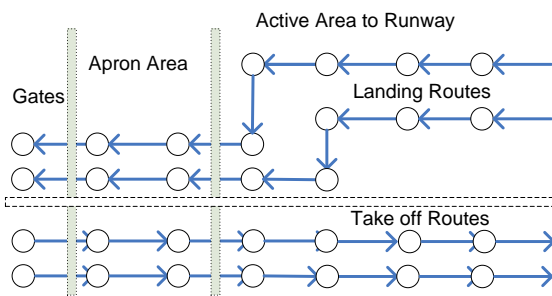 Active Area to Runway
Apron Area
Gates
Landing Routes
Take off Routes